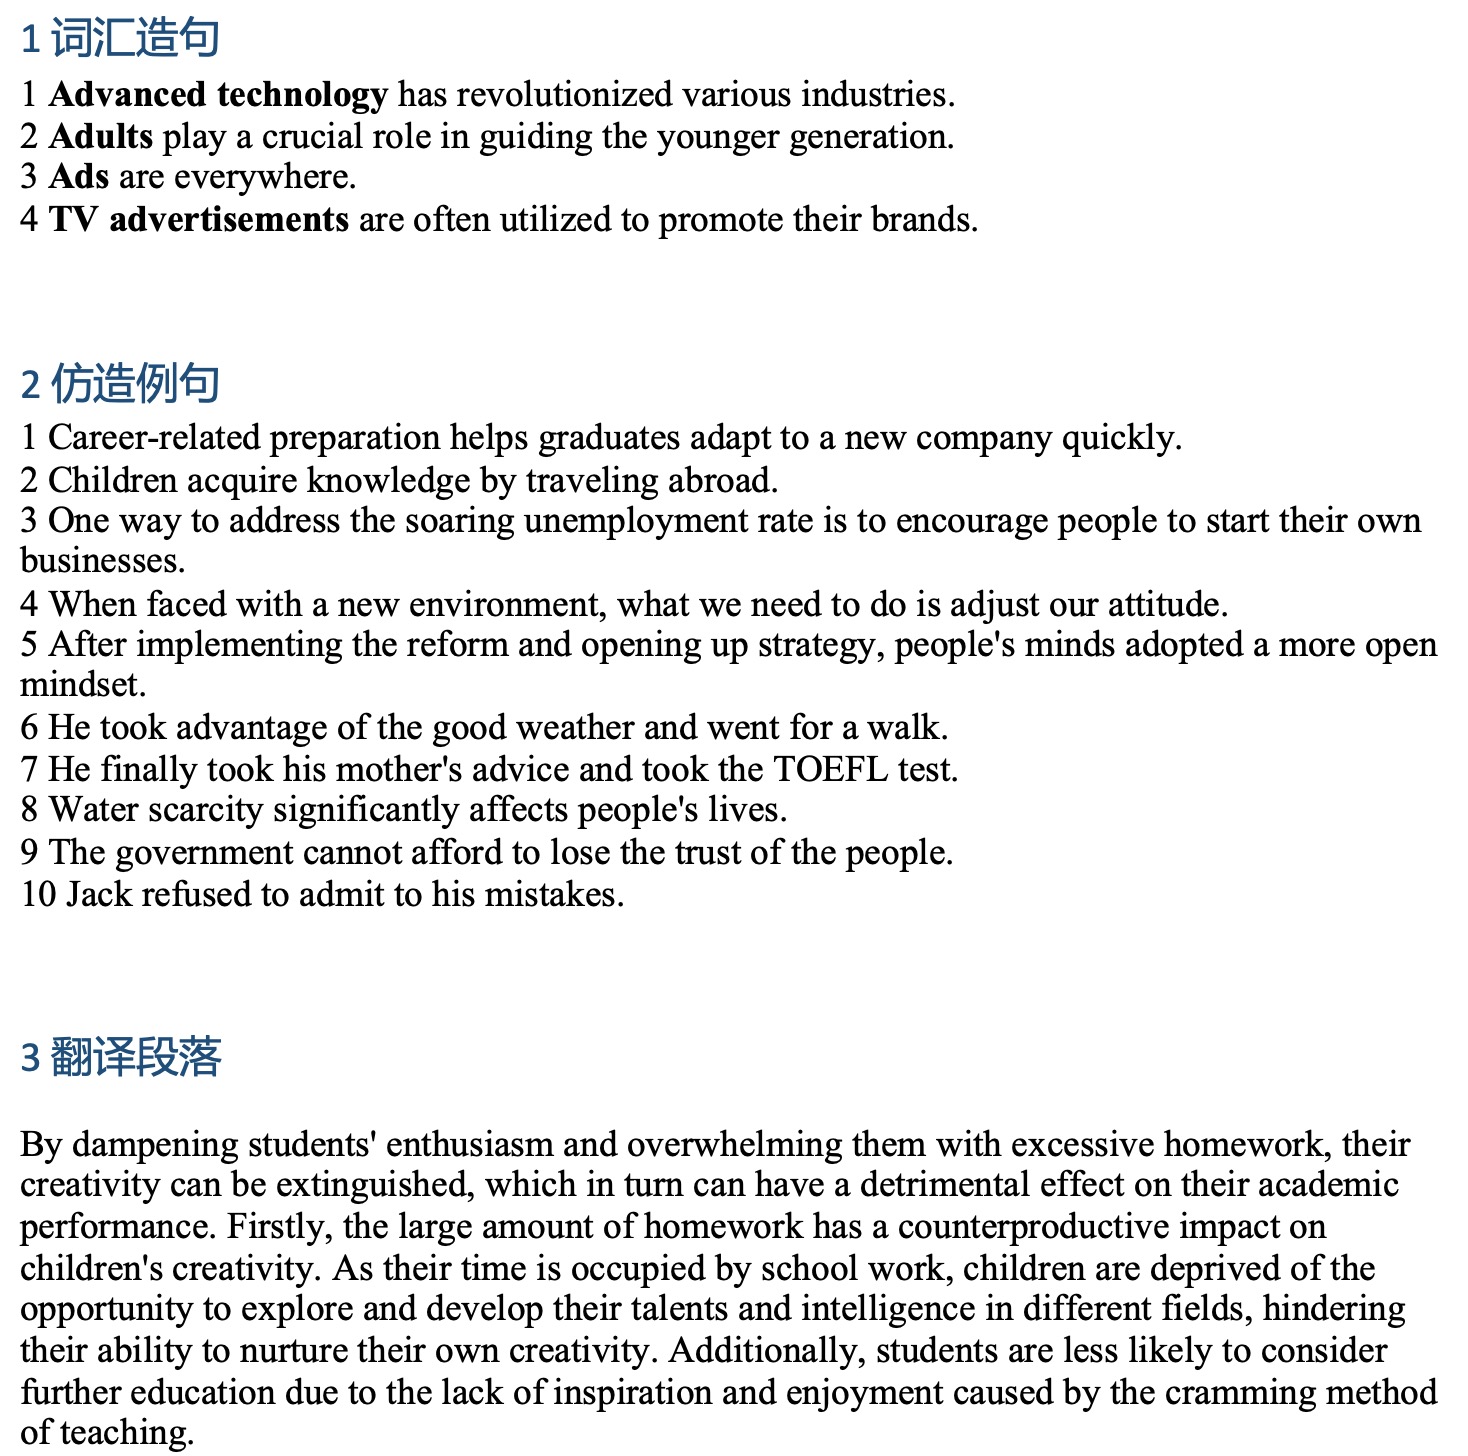 1 词汇造句
1 Advanced technology has revolutionized various industries.
2 Adults play a crucial role in guiding the younger generation.
3 Ads are everywhere.
4 TV advertisements are often utilized to promote their brands.
2 仿造例句
1 Career-related preparation helps graduates adapt to a new company quickly.
2 Children acquire knowledge by traveling abroad.
3 One way to address the soaring unemployment rate is to encourage people to start their own
businesses.
4 When faced with a new environment, what we need to do is adjust our attitude.
5 After implementing the reform and opening up strategy, people's minds adopted a more open
mindset.
6 He took advantage of the good weather and went for a walk.
7 He finally took his mother's advice and took the TOEFL test.
8 Water scarcity significantly affects people's lives.
9 The government cannot afford to lose the trust of the people.
10 Jack refused to admit to his mistakes.
3 翻译段落
By dampening students' enthusiasm and overwhelming them with excessive homework, their
creativity can be extinguished, which in turn can have a detrimental effect on their academic
performance. Firstly, the large amount of homework has a counterproductive impact on
children's creativity. As their time is occupied by school work, children are deprived of the
opportunity to explore and develop their talents and intelligence in different fields, hindering
their ability to nurture their own creativity. Additionally, students are less likely to consider
further education due to the lack of inspiration and enjoyment caused by the cramming method
of teaching.